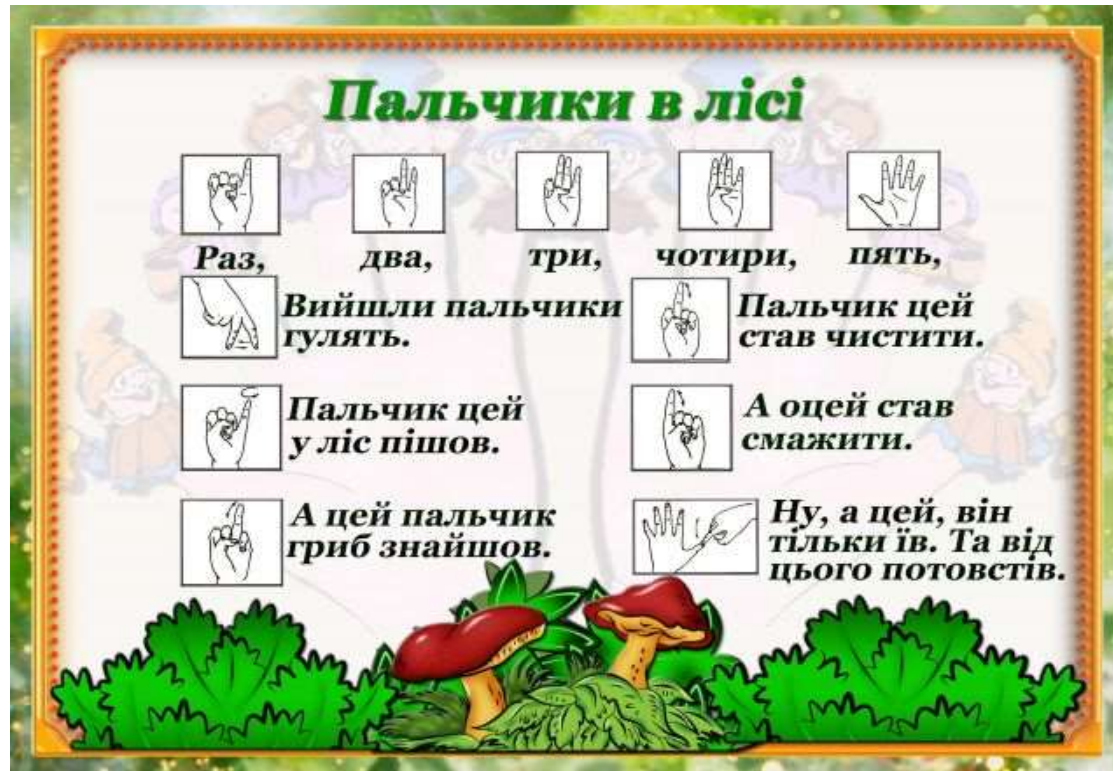 Пальчики в лісі
Раз, два, три, чотири, пять,
Вийшли пальчики
гулять.
Пальчик цей
у ліс пішов.
А цей пальчик
гриб знайшов.
Пальчик цей
став чистити.
А оцей став
смажити.
Ну, а цей, він
тільки їв. Та від
цього потовстів.